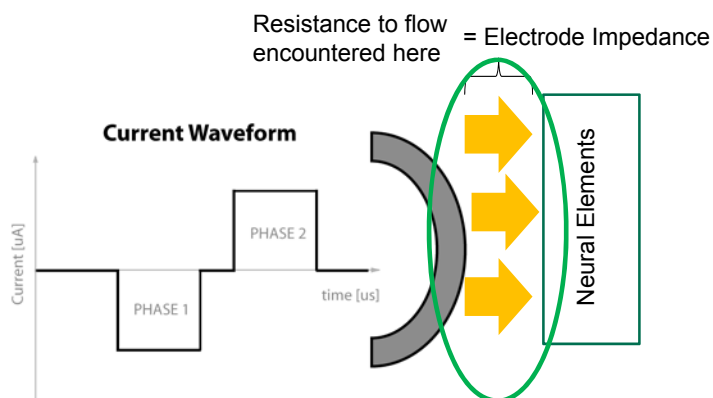 Resistance to flow
encountered here
= Electrode Impedance
Current Waveform
Current [uA]
PHASE 1
PHASE 2
time [us]
Neural Elements